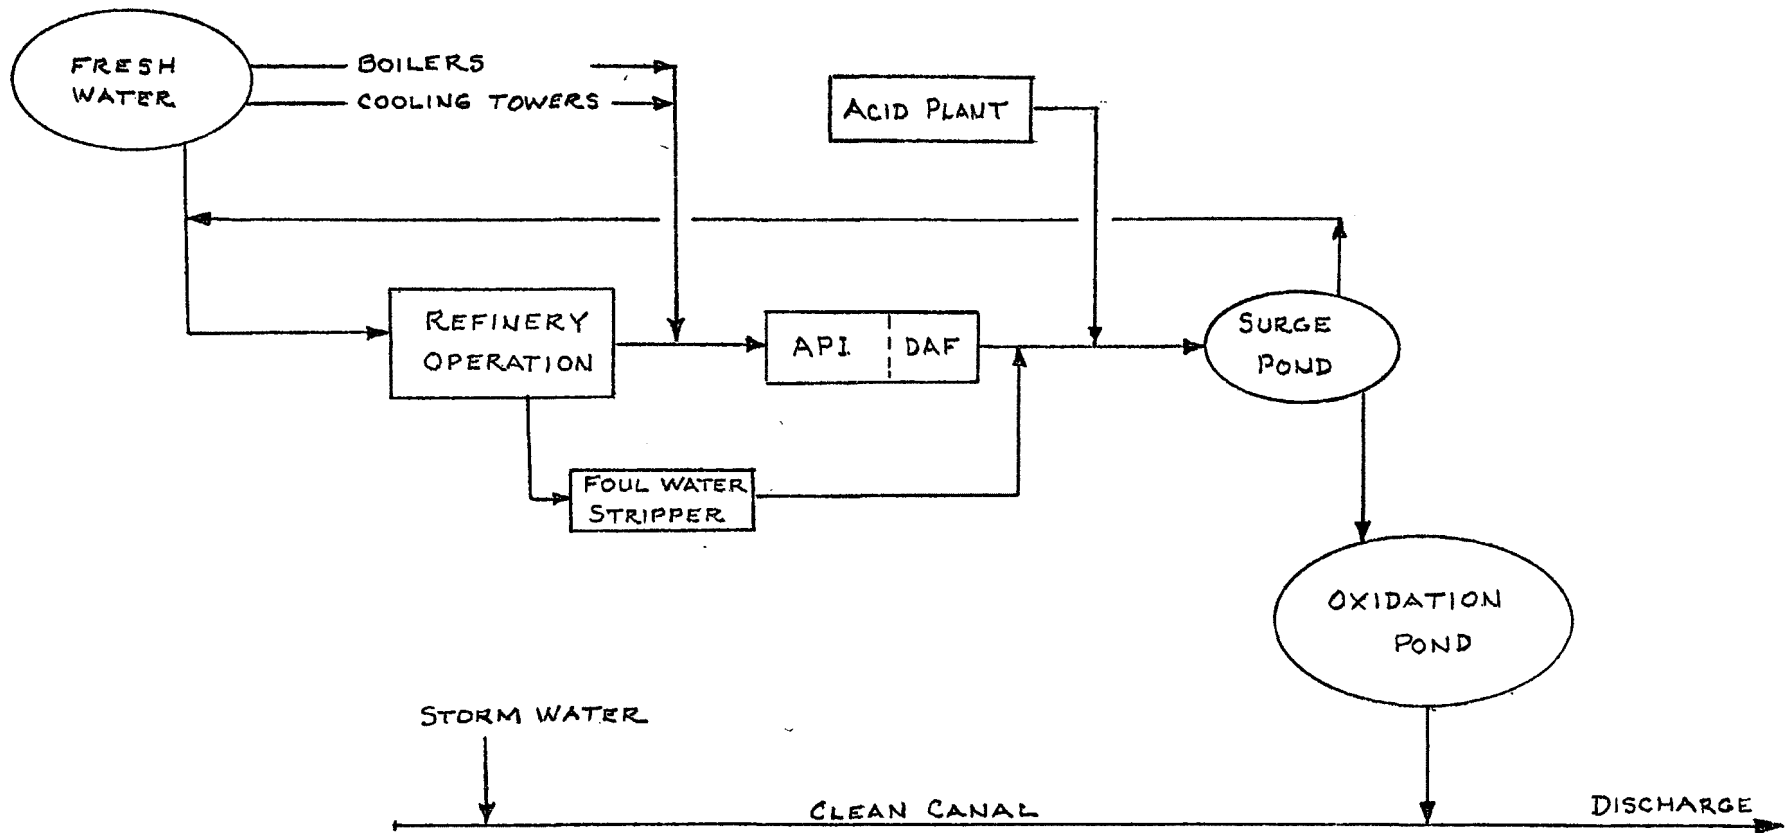 FRESH
WATER
BOILERS
COOLING TOWERS
ACID PLANT
REFINERY
OPERATION
API
DAF
SURGE
POND
FOUL WATER
STRIPPER
OXIDATION
POND
STORM WATER
CLEAN CANAL
DISCHARGE